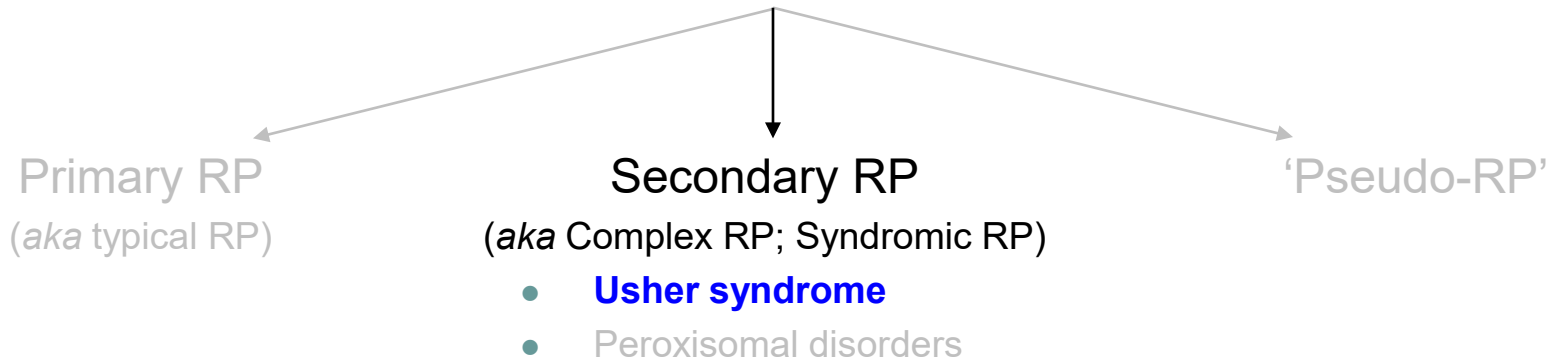 Primary RP Secondary RP ‘Pseudo-RP’
(aka typical RP) (aka Complex RP; Syndromic RP)
● Usher syndrome
● Peroxisomal disorders